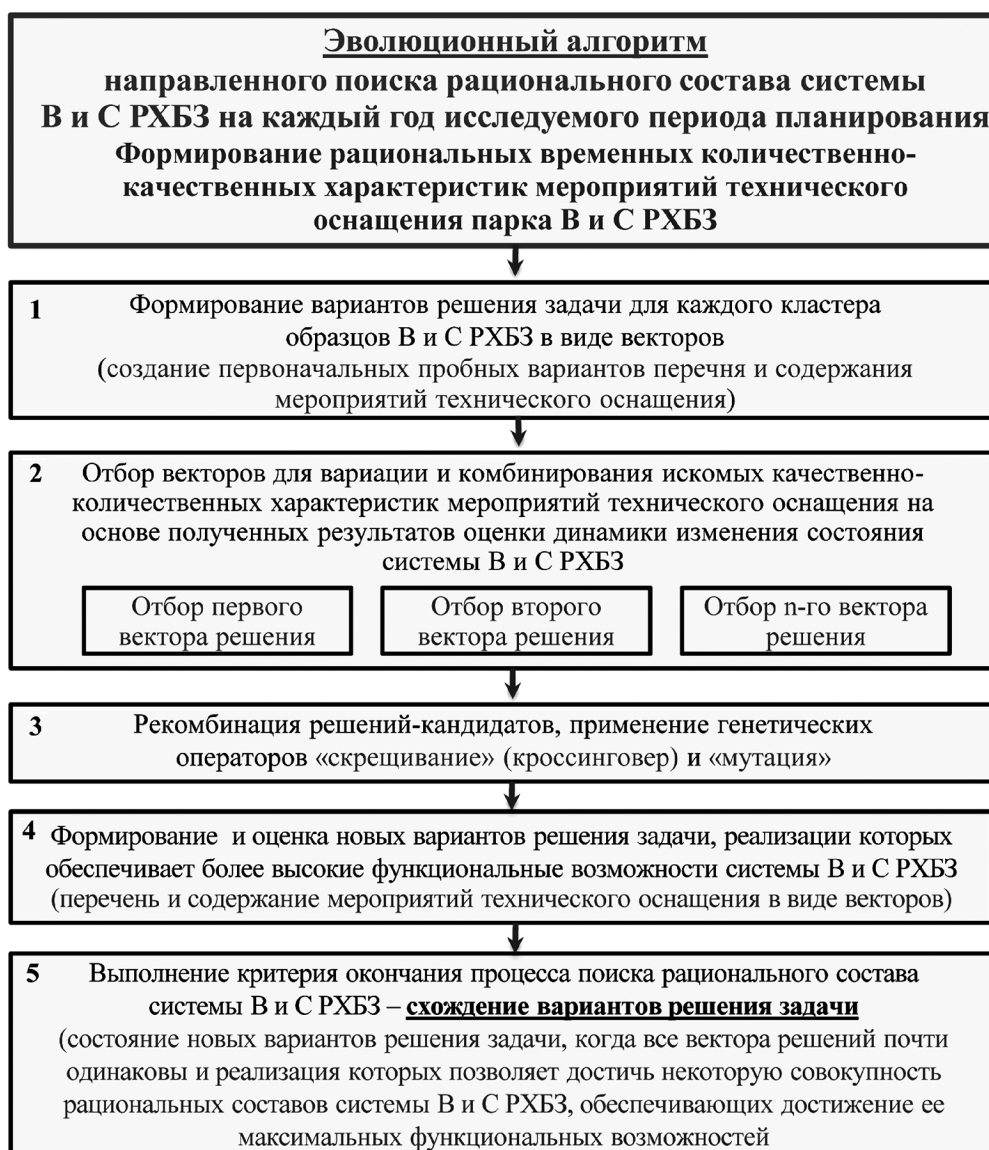 Эволюционный алгоритм
направленного поиска рационального состава системы
В и С РХБЗ на каждый год исследуемого периода планирования
Формирование рациональных временных количественно-
качественных характеристик мероприятий технического
оснащения парка В и С РХБЗ
1 Формирование вариантов решения задачи для каждого кластера
образцов В и С РХБЗ в виде векторов
(создание первоначальных пробных вариантов перечня и содержания
мероприятий технического оснащения)
2 Отбор векторов для вариации и комбинирования искомых качественно-
количественных характеристик мероприятий технического оснащения на
основе полученных результатов оценки динамики изменения состояния
системы В и С РХБЗ
Отбор первого
вектора решения
Отбор второго
вектора решения
Отбор n-го вектора
решения
3 Рекомбинация решений-кандидатов, применение генетических
операторов «скрещивание» (кроссинговер) и «мутация»
4 Формирование и оценка новых вариантов решения задачи, реализации которых
обеспечивает более высокие функциональные возможности системы В и С РХБЗ
(перечень и содержание мероприятий технического оснащения в виде векторов)
5 Выполнение критерия окончания процесса поиска рационального состава
системы В и С РХБЗ – схождение вариантов решения задачи
(состояние новых вариантов решения задачи, когда все вектора решений почти
одинаковы и реализация которых позволяет достичь некоторую совокупность
рациональных составов системы В и С РХБЗ, обеспечивающих достижение ее
максимальных функциональных возможностей